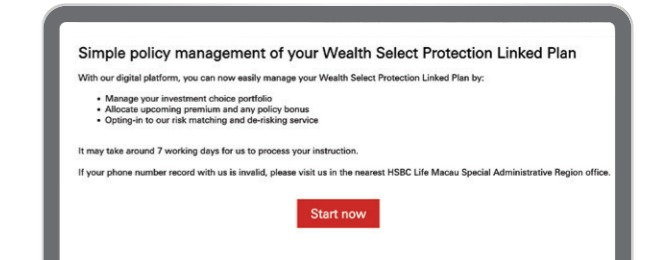 Simple policy management of your Wealth Select Protection Linked Plan
With our digital platform, you can now easily manage your Wealth Select Protection Linked Plan by:
• Manage your investment choice portfolio
• Allocate upcoming premium and any policy bonus
• Opting-in to our risk matching and de-risking service
It may take around 7 working days for us to process your instruction.
If your phone number record with us is invalid, please visit us in the nearest HSBC Life Macau Special Administrative Region office.
Start now